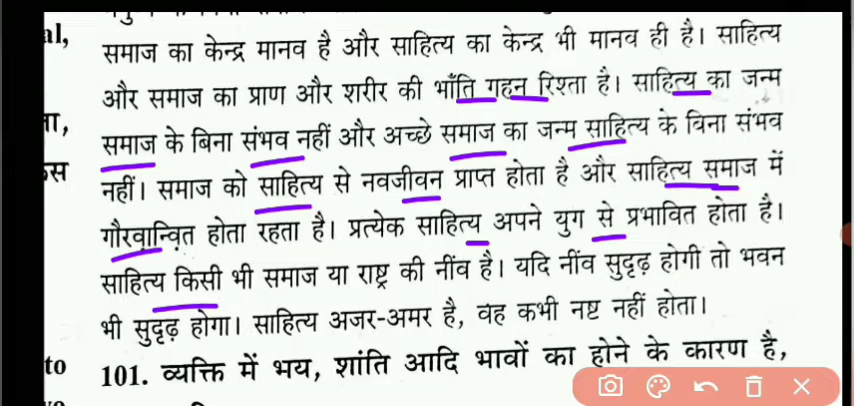 al,
समाज का केन्द्र मानव है और साहित्य का केन्द्र भी मानव ही है। साहित्य
और समाज का प्राण और शरीर की भाँति गहन रिश्ता है। साहित्य का जन्म
समाज के बिना संभव नहीं और अच्छे समाज का जन्म साहित्य के विना संभव
नहीं। समाज को साहित्य से नवजीवन प्राप्त होता है और साहित्य समाज में
गौरवान्वित होता रहता है। प्रत्येक साहित्य अपने युग से प्रभावित होता है।
साहित्य किसी भी समाज या राष्ट्र की नींव है। यदि नींव सुदृढ़ होगी तो भवन
भी सुदृढ़ होगा। साहित्य अजर-अमर है, वह कभी नष्ट नहीं होता।
to
101. व्यक्ति में भय, शांति आदि भावों का होने के कारण है,